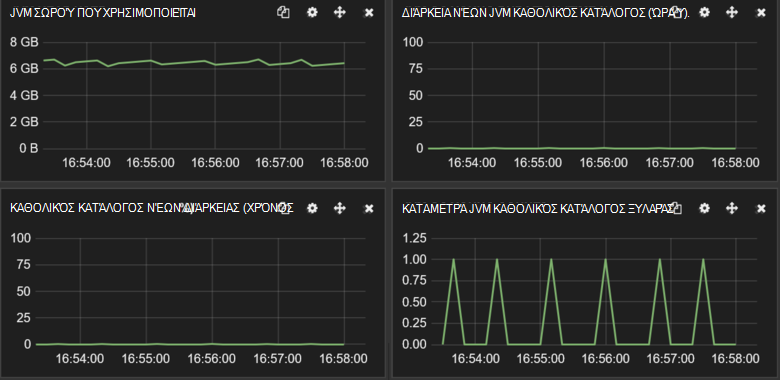 JVM ΣΩΡΟΎ ΠΟΥ ΧΡΗΣΙΜΟΠΟΙΕΊΤΑΙ
8 GB
6 GB
4 GB
2 GB
0 B
16:54:00 16:55:00 16:56:00 16:57:00 16:58:00
ΔΙΆΡΚΕΙΑ ΝΈΩΝ JVM ΚΑΘΟΛΙΚΌΣ ΚΑΤΆΛΟΓΟΣ (ΏΡΑ Υ).
100
75
50
25
0
16:54:00 16:55:00 16:56:00 16:57:00 16:58:00
ΚΑΘΟΛΙΚΌΣ ΚΑΤΆΛΟΓΟΣ ΝΈΩΝ ΔΙΆΡΚΕΙΑΣ (ΧΡΌΝΟΣ
100
75
50
25
0
16:54:00 16:55:00 16:56:00 16:57:00 16:58:00
ΚΑΤΑΜΕΤΡΆ JVM ΚΑΘΟΛΙΚΌΣ ΚΑΤΆΛΟΓΟΣ ΞΥΛΑΡΆΣ
1.25
1.00
0.75
0.50
0.25
0.00
16:54:00 16:55:00 16:56:00 16:57:00 16:58:00